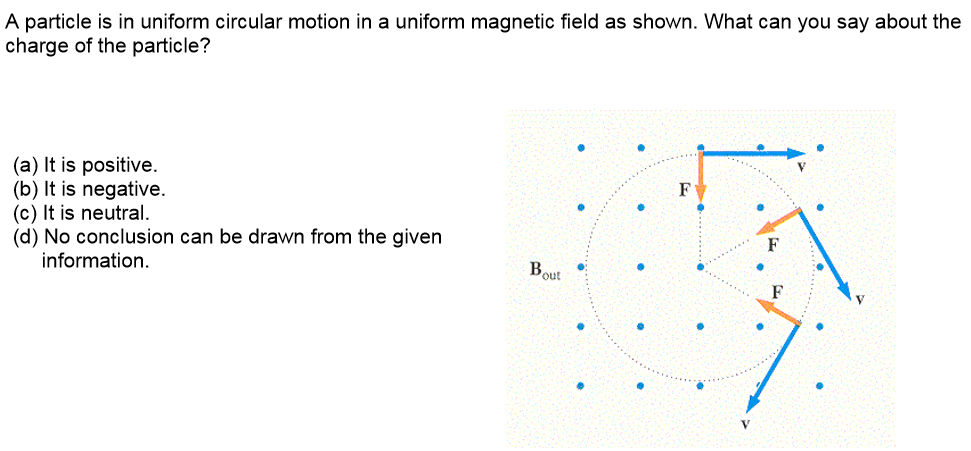 A particle is in uniform circular motion in a uniform magnetic field as shown. What can you say about the
charge of the particle?
(a) It is positive.
(b) It is negative.
(c) It is neutral.
(d) No conclusion can be drawn from the given
information.
v
F
F
B out
F
v
v